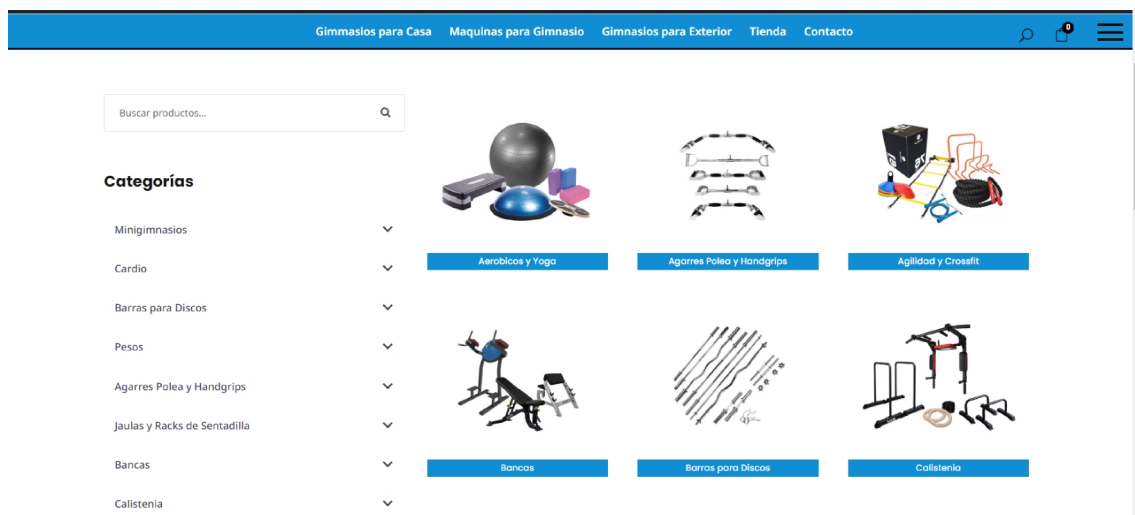 Gimmasios para Casa Maquinas para Gimnasio Gimnasios para Exterior Tienda Contacto 0
Buscar productos...
Categorías
Minigimnasios
Cardio
Barras para Discos
Pesos
Agarres Polea y Handgrips
Jaulas y Racks de Sentadilla
Bancas
Calistenia
Aerobicos y Yoga Agarres Polea y Handgrips Agilidad y Crossfit
Bancas Barras para Discos Calistenia